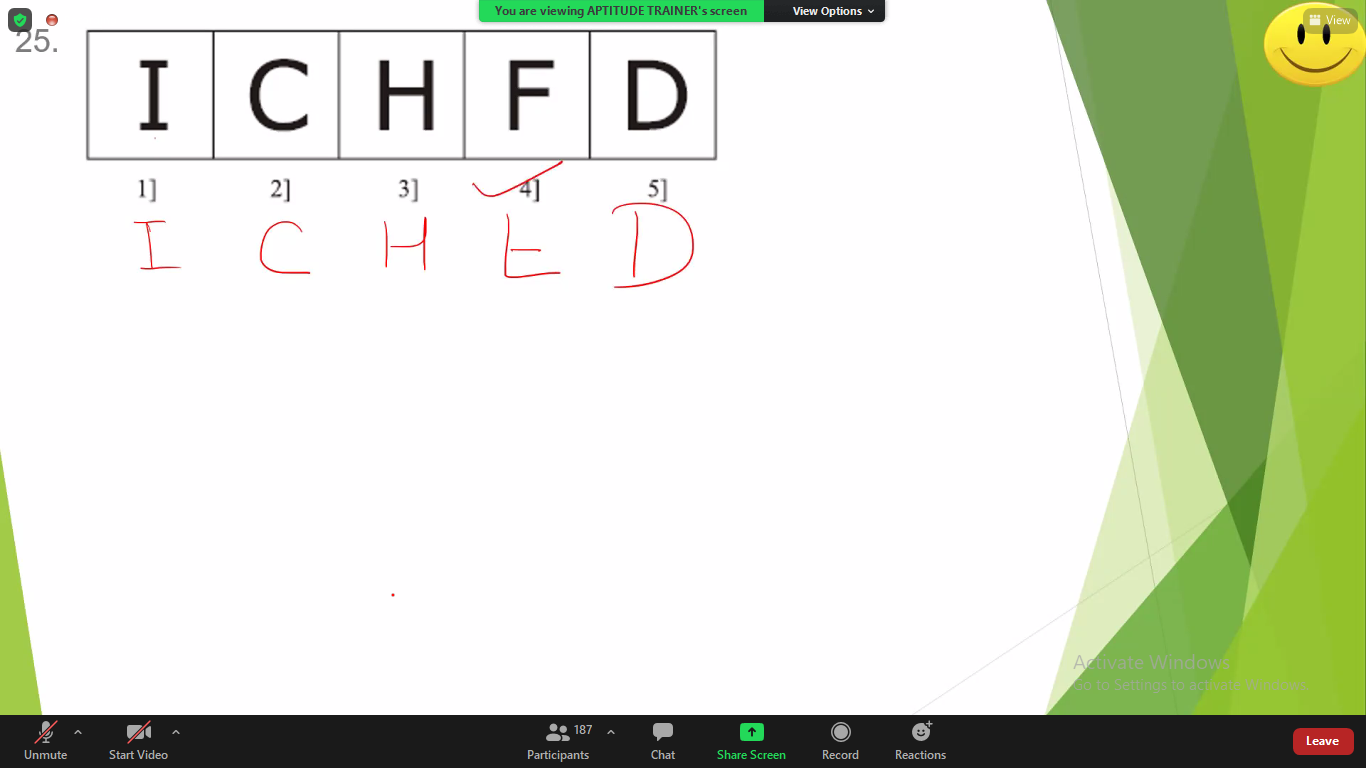 You are viewing APTITUDE TRAINER's screen View Options
View
25.
I C H F D
1] 2] 3] 4] 5]
I C H E D
Activate Windows
Go to Settings to activate Windows.
Unmute Start Video 187 Participants Chat Share Screen Record Reactions Leave